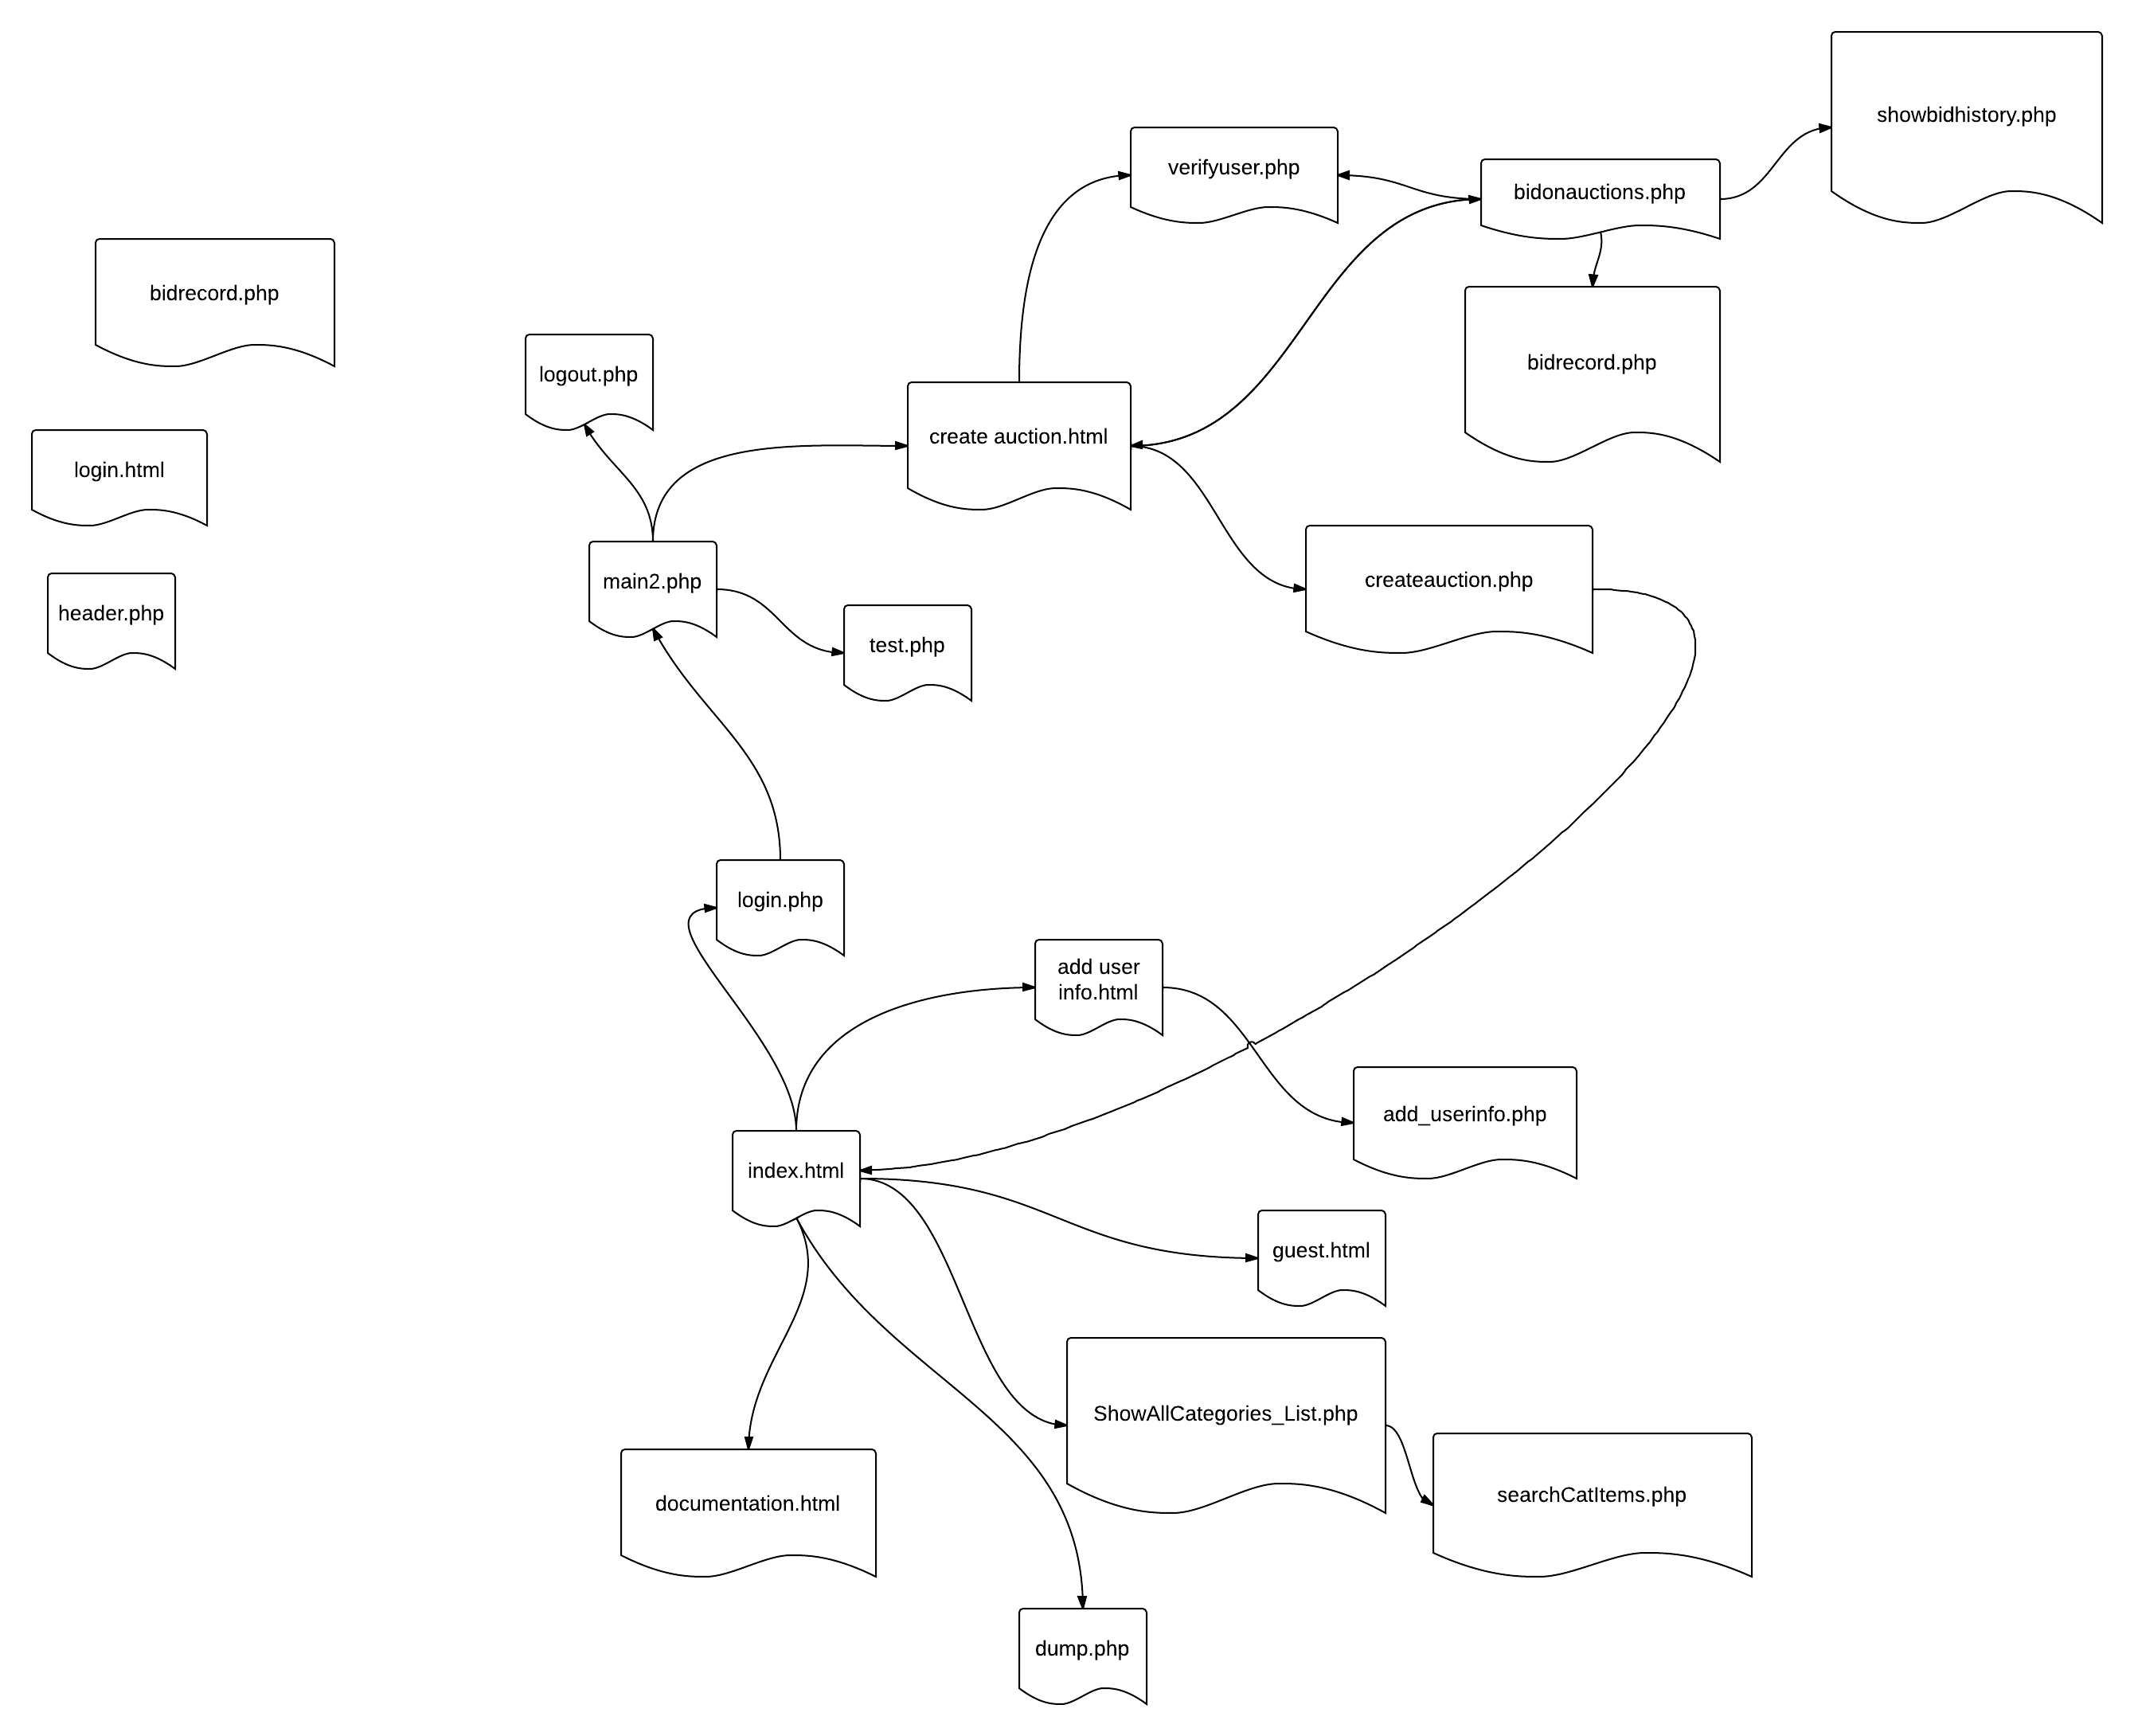 showbidhistory.php
verifyuser.php
bidonauctions.php
bidrecord.php
bidrecord.php
logout.php
create auction.html
login.html
main2.php
createauction.php
header.php
test.php
login.php
add user
info.html
add_userinfo.php
index.html
guest.html
ShowAllCategories_List.php
searchCatItems.php
documentation.html
dump.php